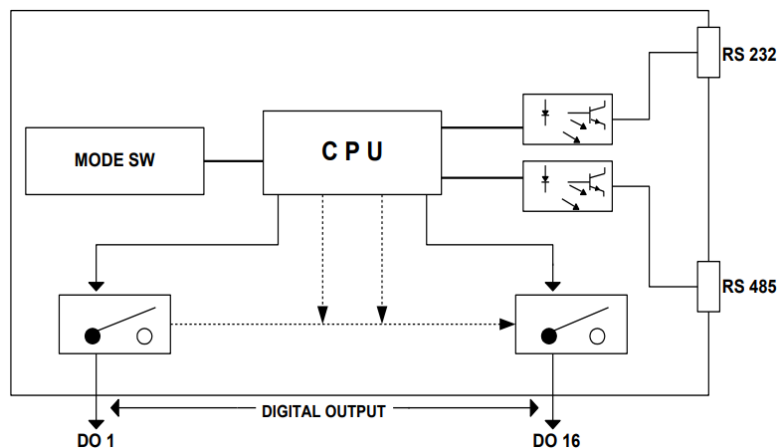 RS 232
C P U
MODE SW
RS 485
DIGITAL OUTPUT
DO 1
DO 16